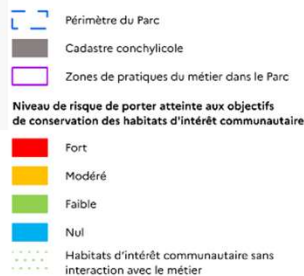 Périmètre du Parc
Cadastre conchylicole
Zones de pratiques du métier dans le Parc
Niveau de risque de porter atteinte aux objectifs
de conservation des habitats d'intérêt communautaire
Fort
Modéré
Faible
Nul
Habitats d'intérêt communautaire sans
interaction avec le métier